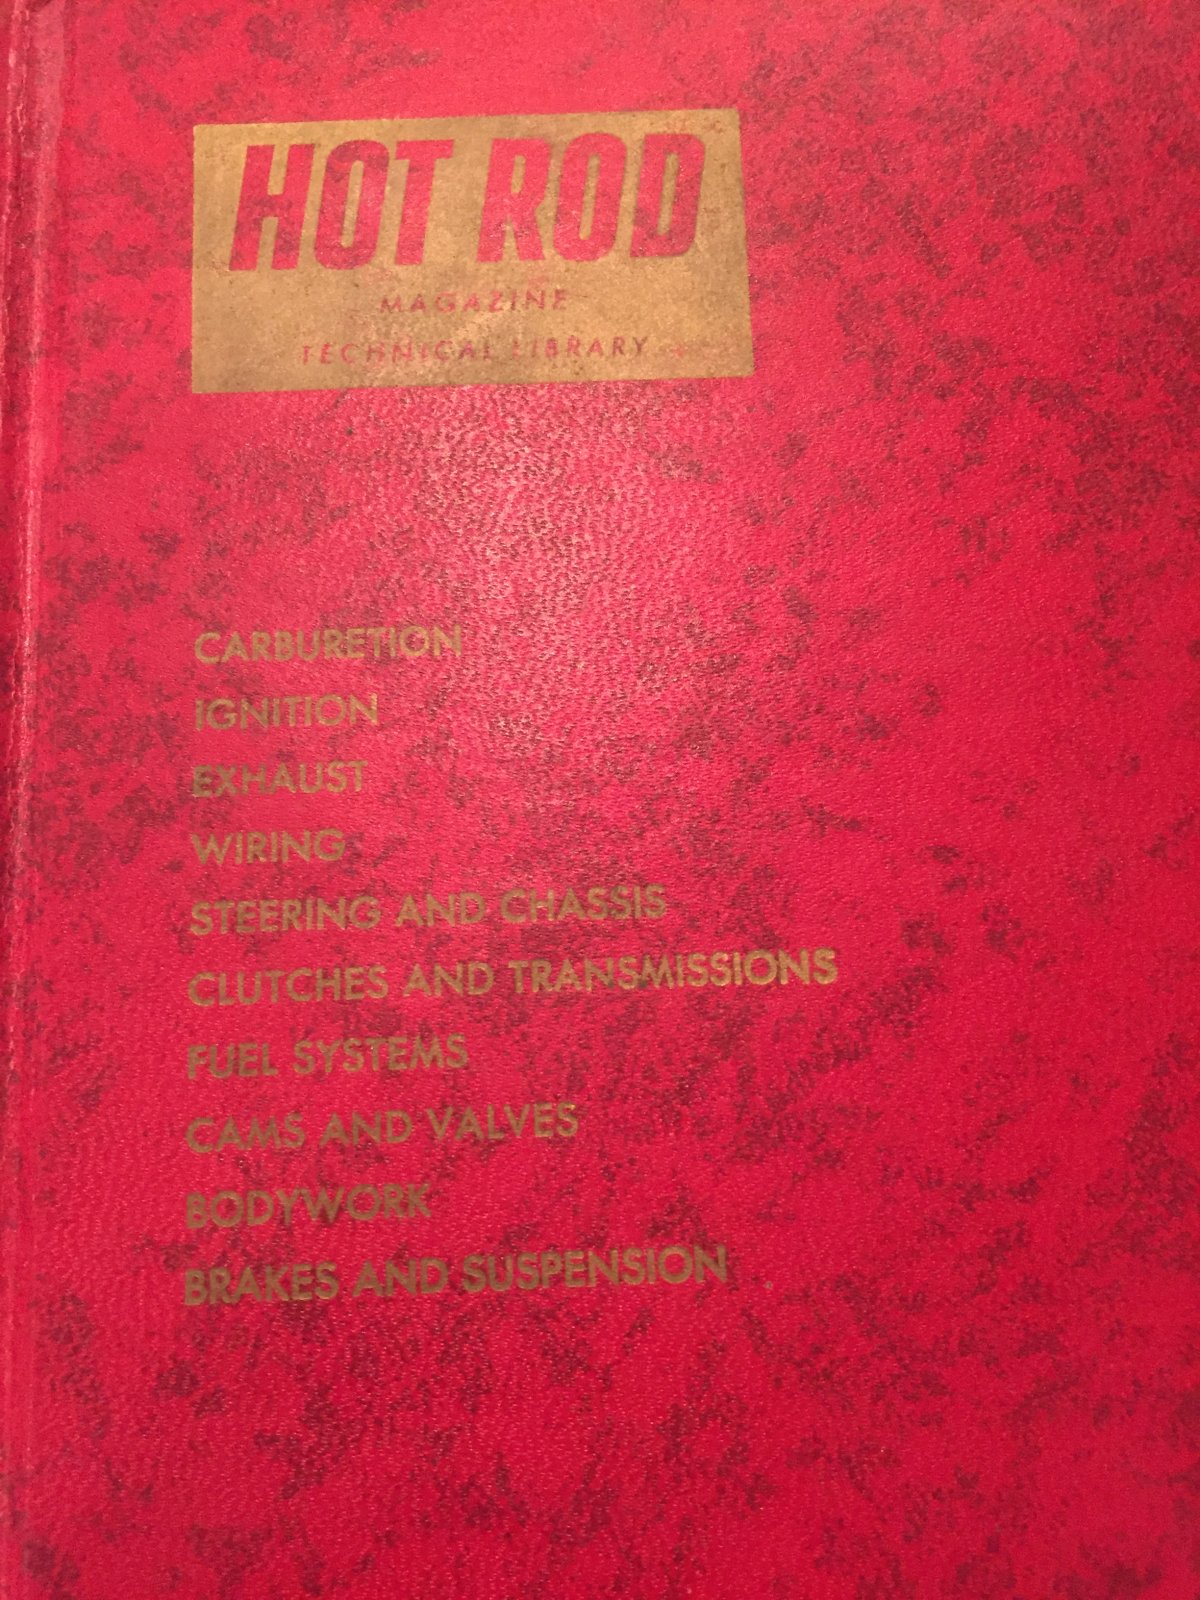 HOT ROD
MAGAZINE
TECHNICAL LIBRARY
CARBURETION
IGNITION
EXHAUST
WIRING
STEERING AND CHASSIS
CLUTCHES AND TRANSMISSIONS
FUEL SYSTEMS
CAMS AND VALVES
BODYWORK
BRAKES AND SUSPENSION